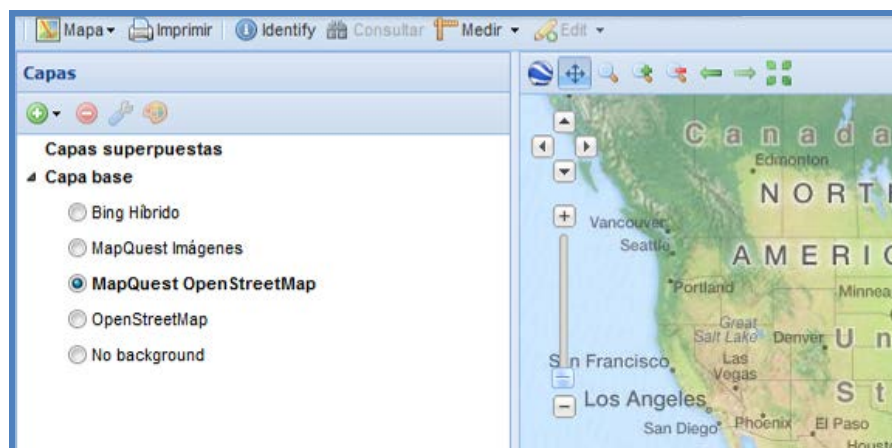 Mapa Imprimir Identify Consultar Medir Edit
Capas
Capas superpuestas
Capa base
Bing Híbrido
MapQuest Imágenes
MapQuest OpenStreetMap
OpenStreetMap
No background
Canada
Edmonton
NORTH
Vancouver
Seattle
AMERIC
Portland
Minnea
Great
Salt Lake
Denver
Un
San Francisco
Las
Vegas
St
Los Angeles
San Diego
Phoenix
El Paso
Houst